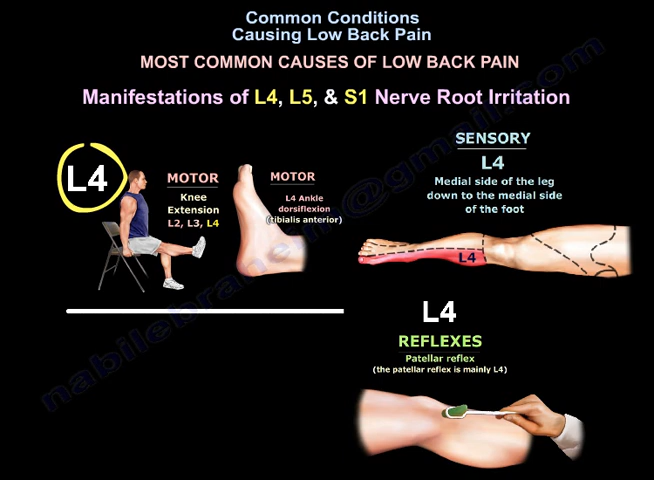 Common Conditions
Causing Low Back Pain
MOST COMMON CAUSES OF LOW BACK PAIN
Manifestations of L4, L5, & S1 Nerve Root Irritation
L4
MOTOR
Knee
Extension
L2, L3, L4
MOTOR
L4 Ankle
dorsiflexion
(tibialis anterior)
SENSORY
L4
Medial side of the leg
down to the medial side
of the foot
L4
L4
REFLEXES
Patellar reflex
(the patellar reflex is mainly L4)